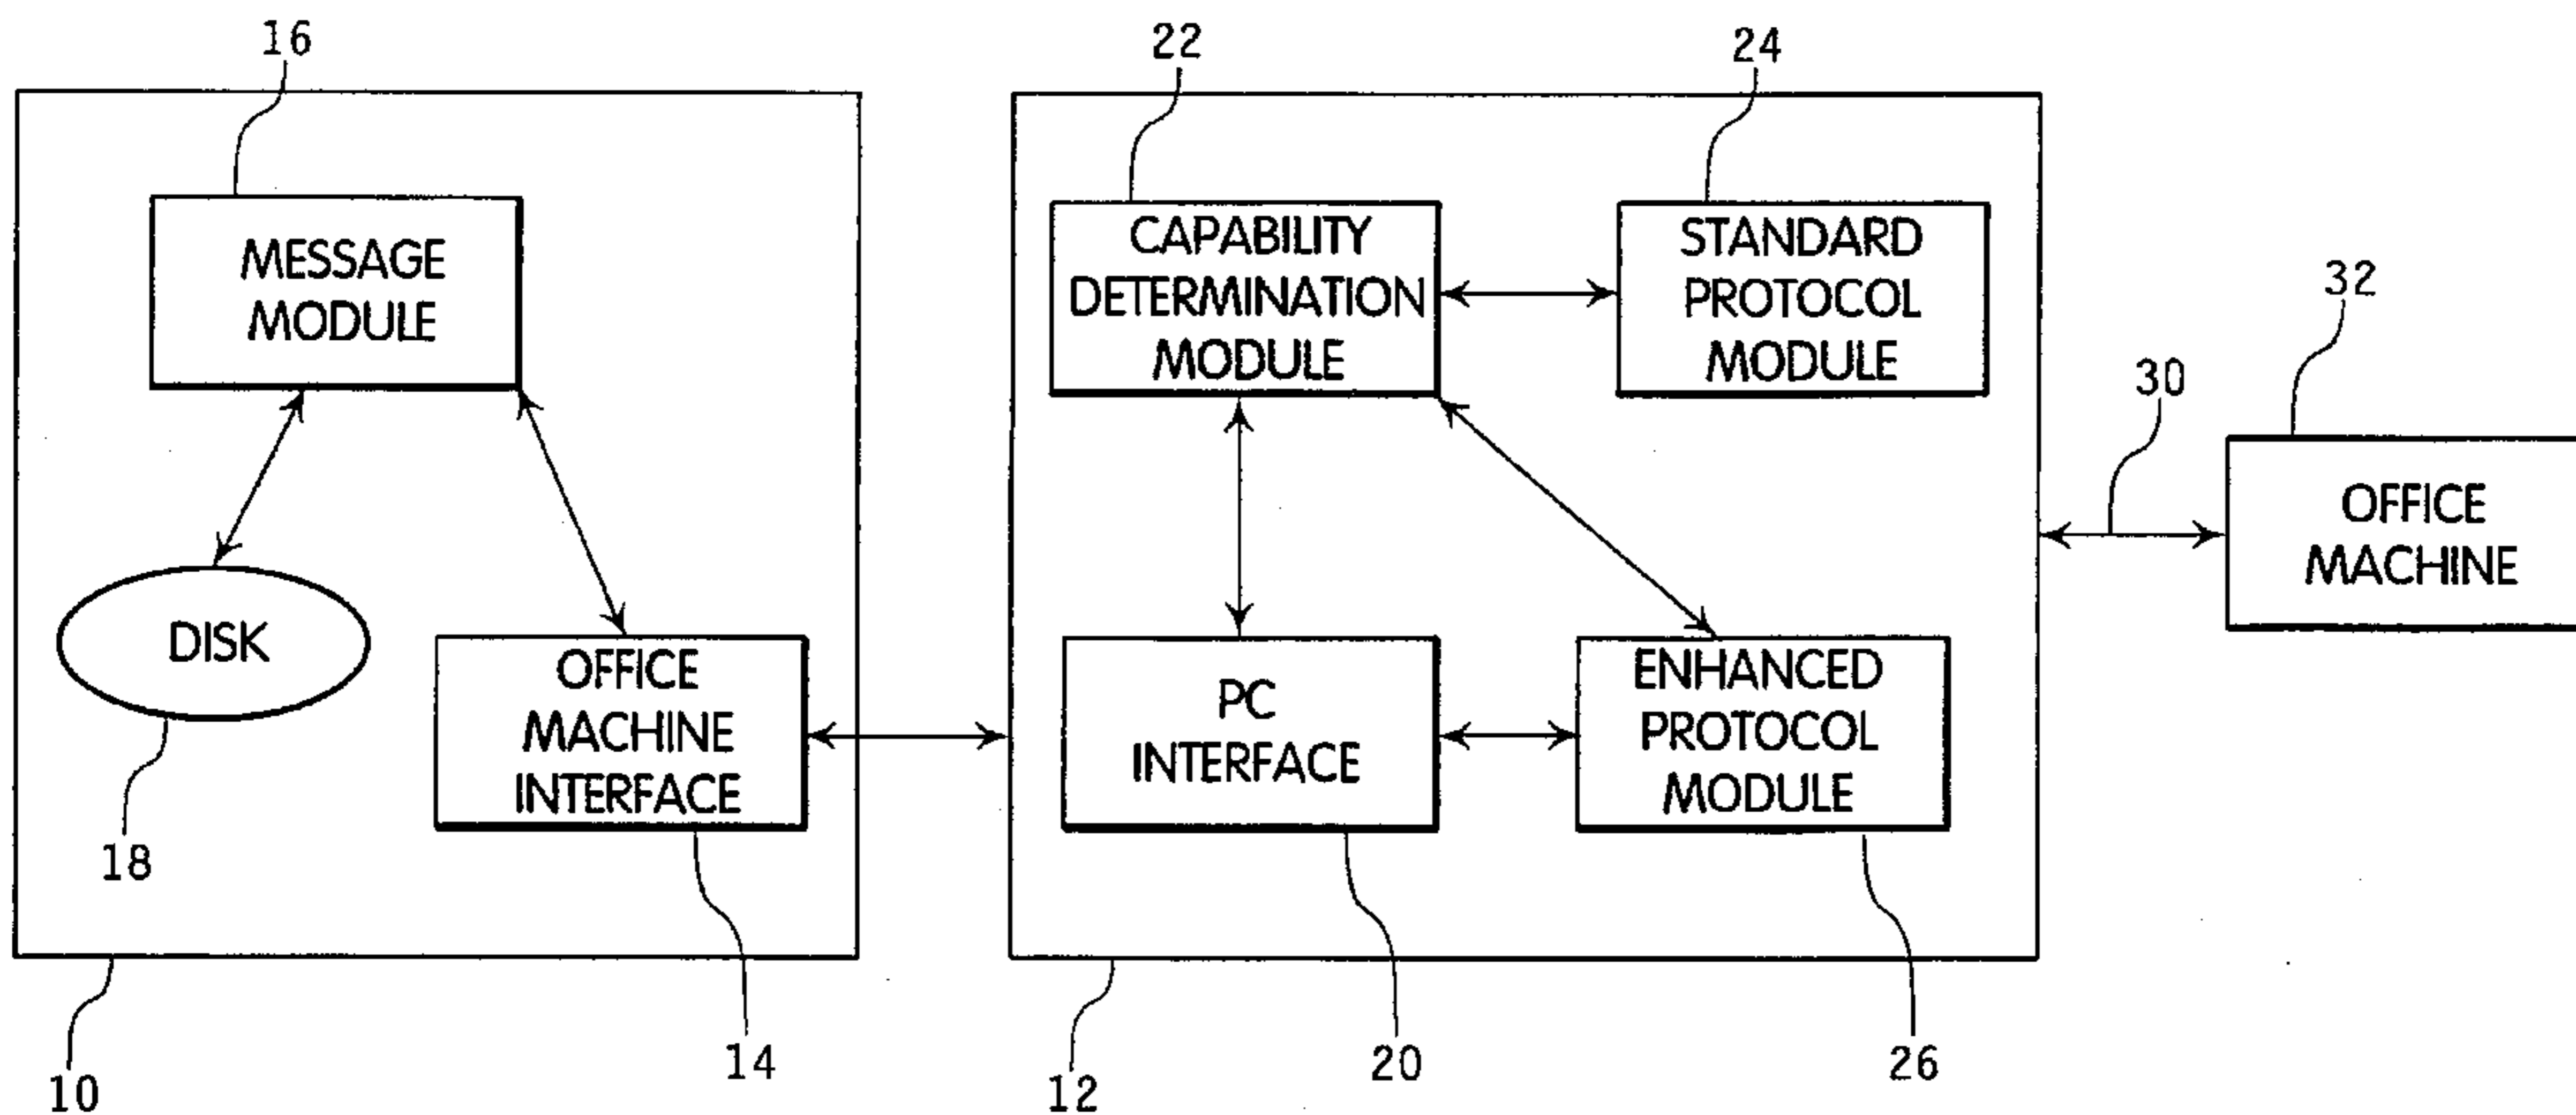 16
22
24
MESSAGE
MODULE
CAPABILITY
DETERMINATION
MODULE
STANDARD
PROTOCOL
MODULE
32
30
OFFICE
MACHINE
DISK
OFFICE
MACHINE
INTERFACE
PC
INTERFACE
ENHANCED
PROTOCOL
MODULE
18
10
14
12
20
26